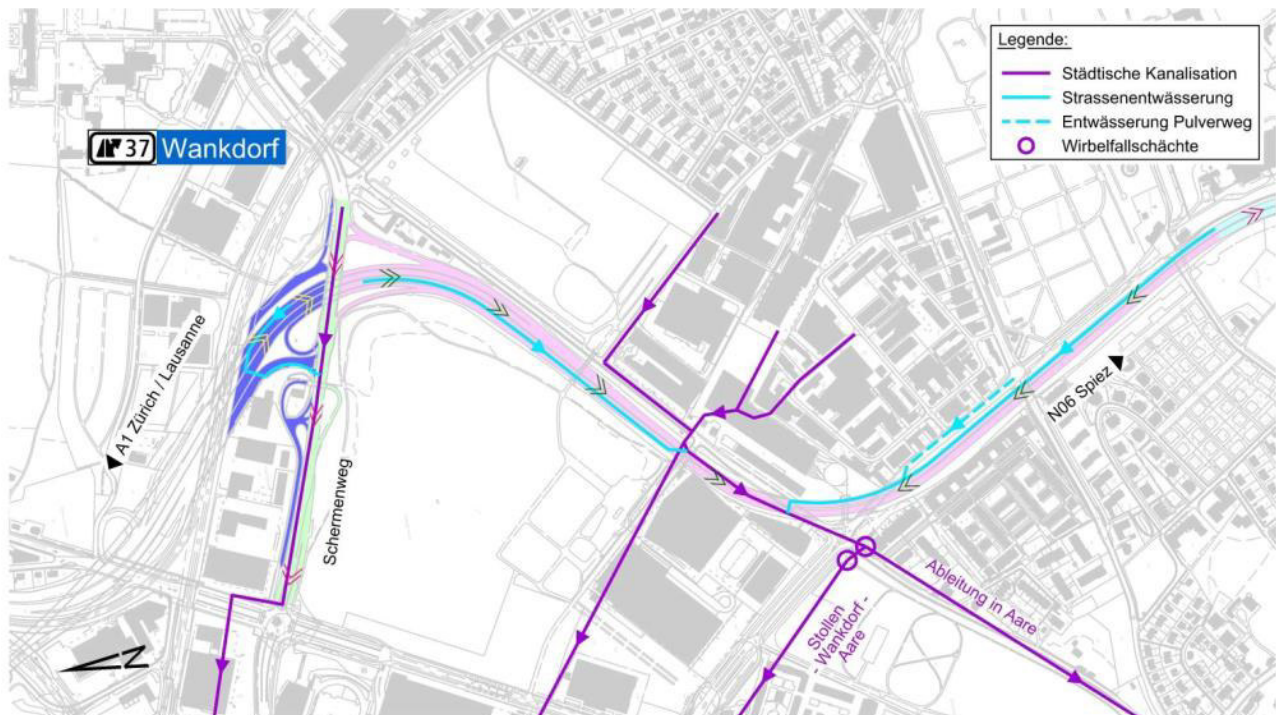 Legende:
Städtische Kanalisation
Strassenentwässerung
Entwässerung Pulverweg
Wirbelfallschächte
37 Wankdorf
A1 Zürich / Lausanne
Schermenweg
N06 Spiez
Ableitung in Aare
Stollen
- Wankdorf -
Aare
N